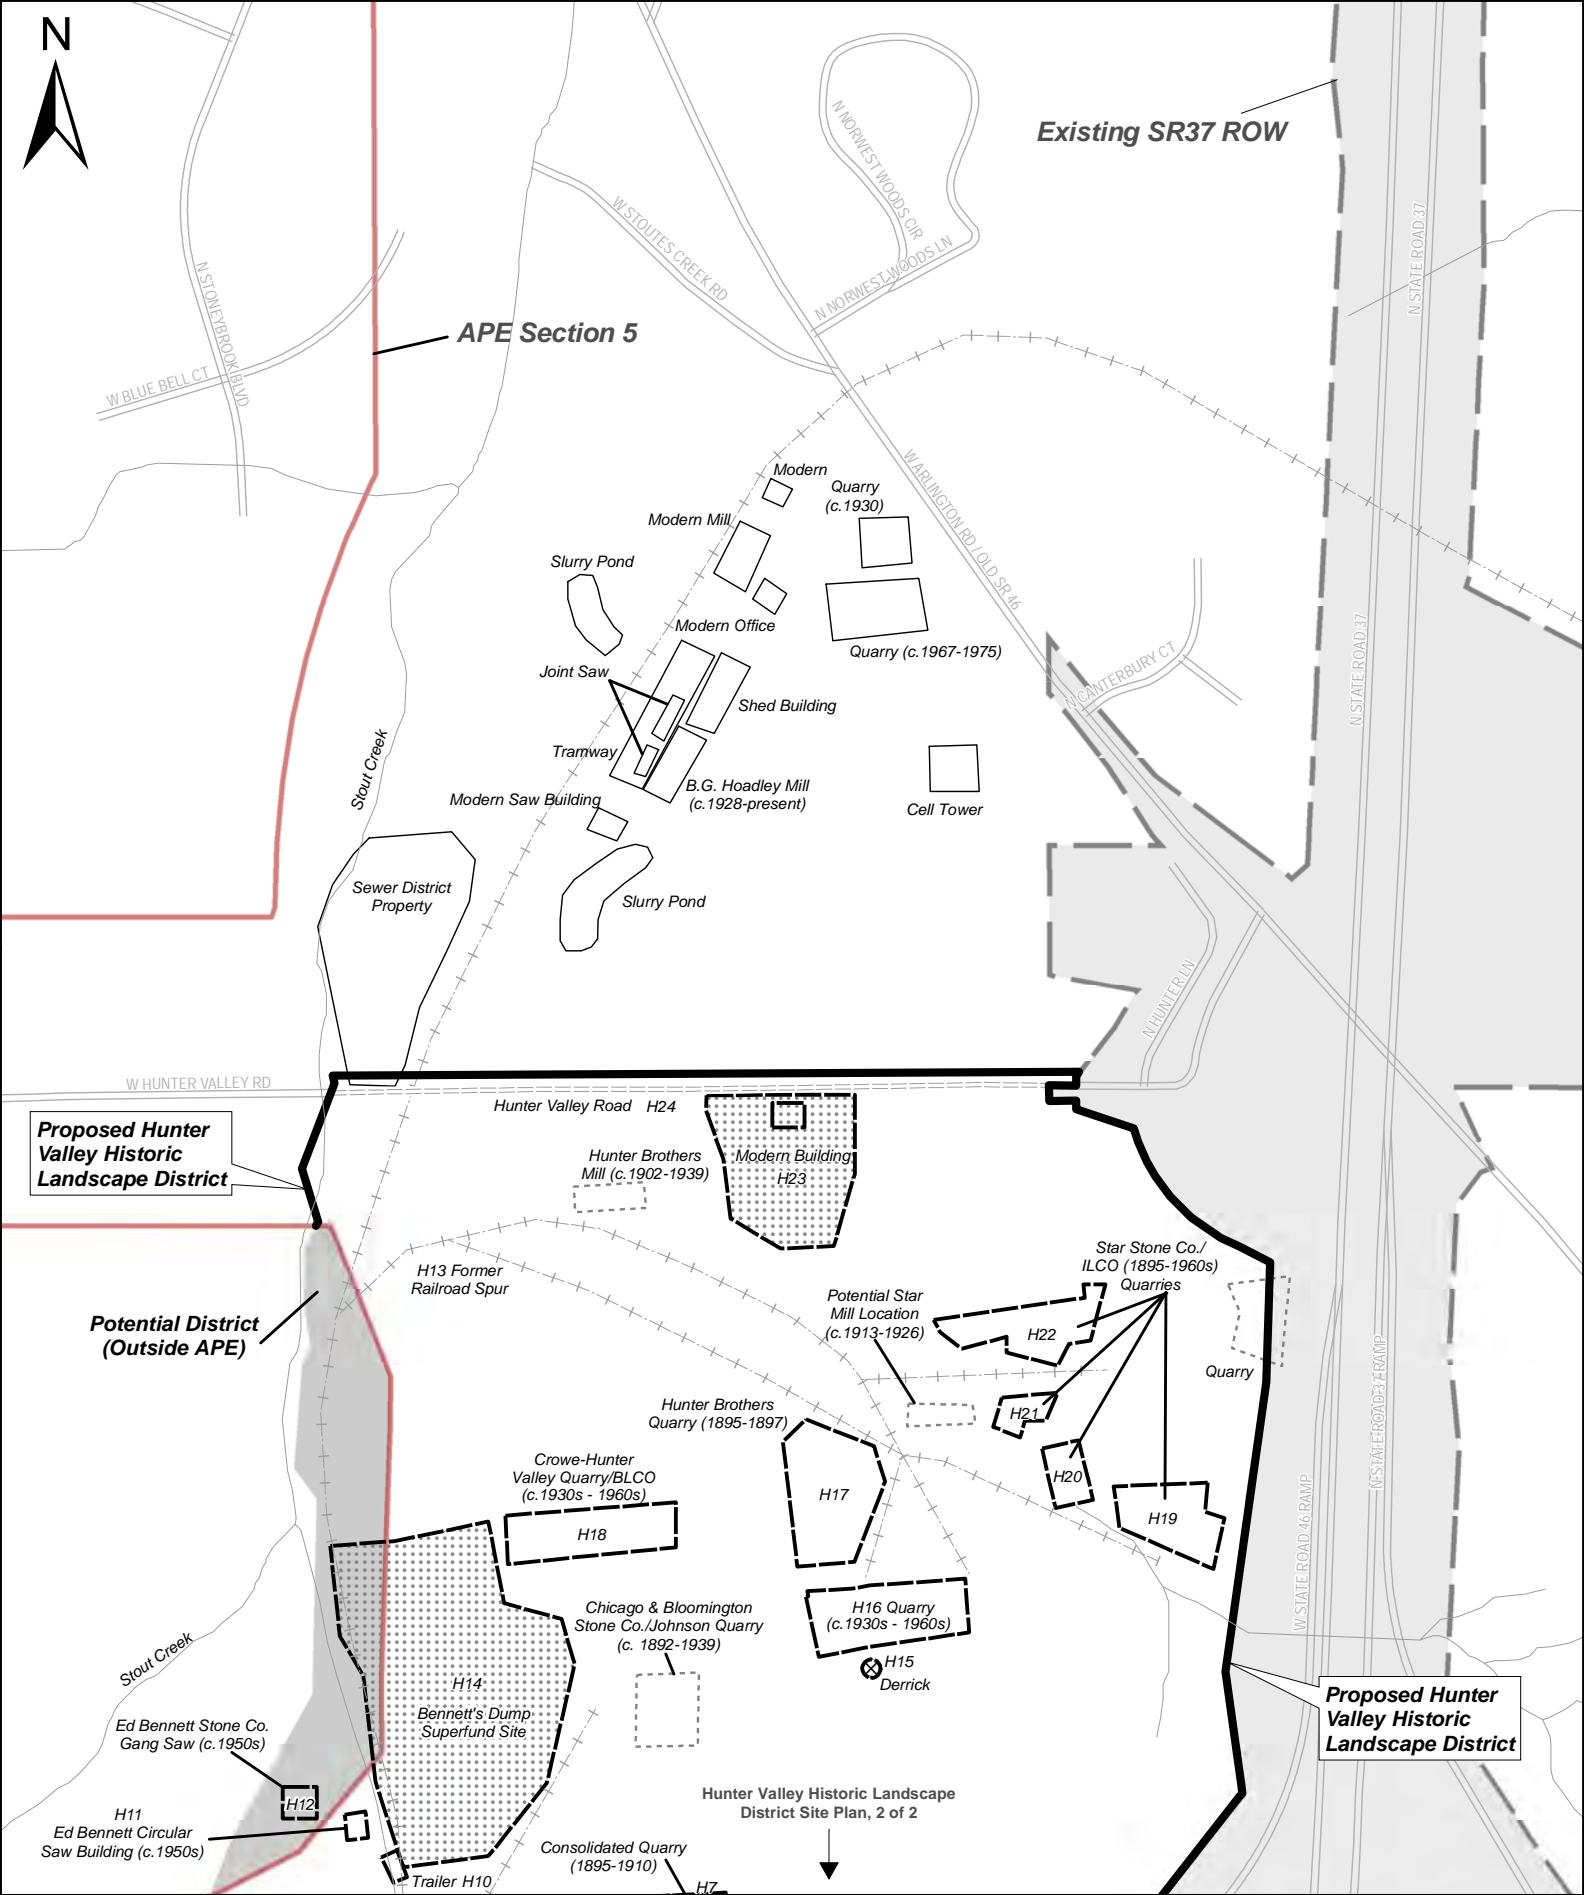 N
Existing SR37 ROW
N NORWEST WOODS CIR
N NORWEST WOODS LN
W STOUTES CREEK RD
N STATE ROAD 37
N STONEYBROOK BLVD
W BLUE BELL CT
APE Section 5
W ARLINGTON RD / OLD SR 46
Modern
Quarry
(c.1930)
Modern Mill
Slurry Pond
Modern Office
Quarry (c.1967-1975)
N CANTERBURY CT
N STATE ROAD 37
Joint Saw
Shed Building
Tramway
B.G. Hoadley Mill
(c.1928-present)
Modern Saw Building
Cell Tower
Stout Creek
Sewer District
Property
Slurry Pond
N HUNTER LN
W HUNTER VALLEY RD
Hunter Valley Road H24
Proposed Hunter
Valley Historic
Landscape District
Hunter Brothers
Mill (c.1902-1939)
Modern Building
H23
H13 Former
Railroad Spur
Star Stone Co./
ILCO (1895-1960s)
Quarries
Potential Star
Mill Location
(c.1913-1926)
H22
Potential District
(Outside APE)
Quarry
N STATE ROAD 37 RAMP
Hunter Brothers
Quarry (1895-1897)
H21
Crowe-Hunter
Valley Quarry/BLCO
(c.1930s - 1960s)
H20
H17
H19
H18
W STATE ROAD 46 RAMP
Chicago & Bloomington
Stone Co./Johnson Quarry
(c. 1892-1939)
H16 Quarry
(c.1930s - 1960s)
H15
Derrick
Stout Creek
H14
Bennett's Dump
Superfund Site
Proposed Hunter
Valley Historic
Landscape District
Ed Bennett Stone Co.
Gang Saw (c.1950s)
H12
H11
Ed Bennett Circular
Saw Building (c.1950s)
Hunter Valley Historic Landscape
District Site Plan, 2 of 2
Consolidated Quarry
(1895-1910)
Trailer H10
H7